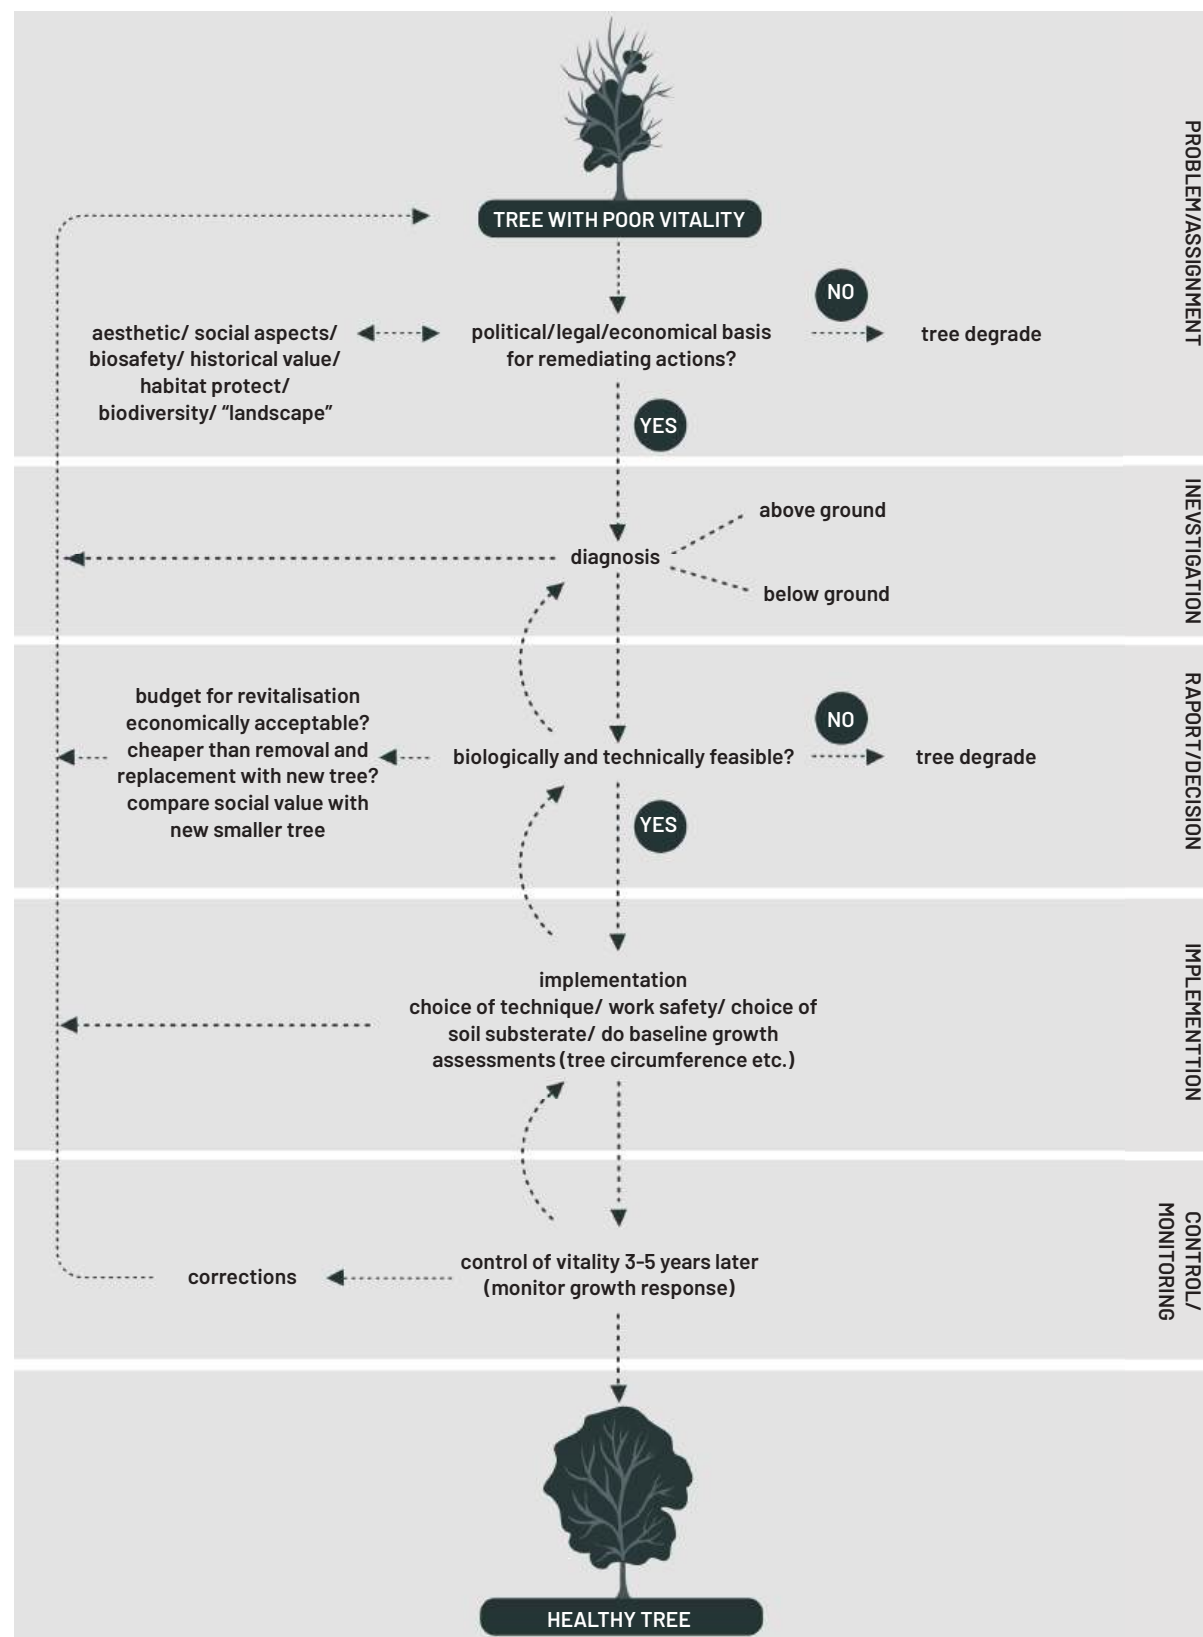 TREE WITH POOR VITALITY
PROBLEM/ASSIGNMENT
NO
aesthetic/ social aspects/
biosafety/ historical value/
habitat protect/
biodiversity/ “landscape”
political/legal/economical basis
for remediating actions?
tree degrade
YES
INEVSTIGATION
above ground
diagnosis
below ground
RAPORT/DECISION
budget for revitalisation
economically acceptable?
cheaper than removal and
replacement with new tree?
compare social value with
new smaller tree
biologically and technically feasible?
NO
tree degrade
YES
IMPLEMENTTION
implementation
choice of technique/ work safety/ choice of
soil substerate/ do baseline growth
assessments (tree circumference etc.)
CONTROL/
MONITORING
control of vitality 3-5 years later
(monitor growth response)
corrections
HEALTHY TREE